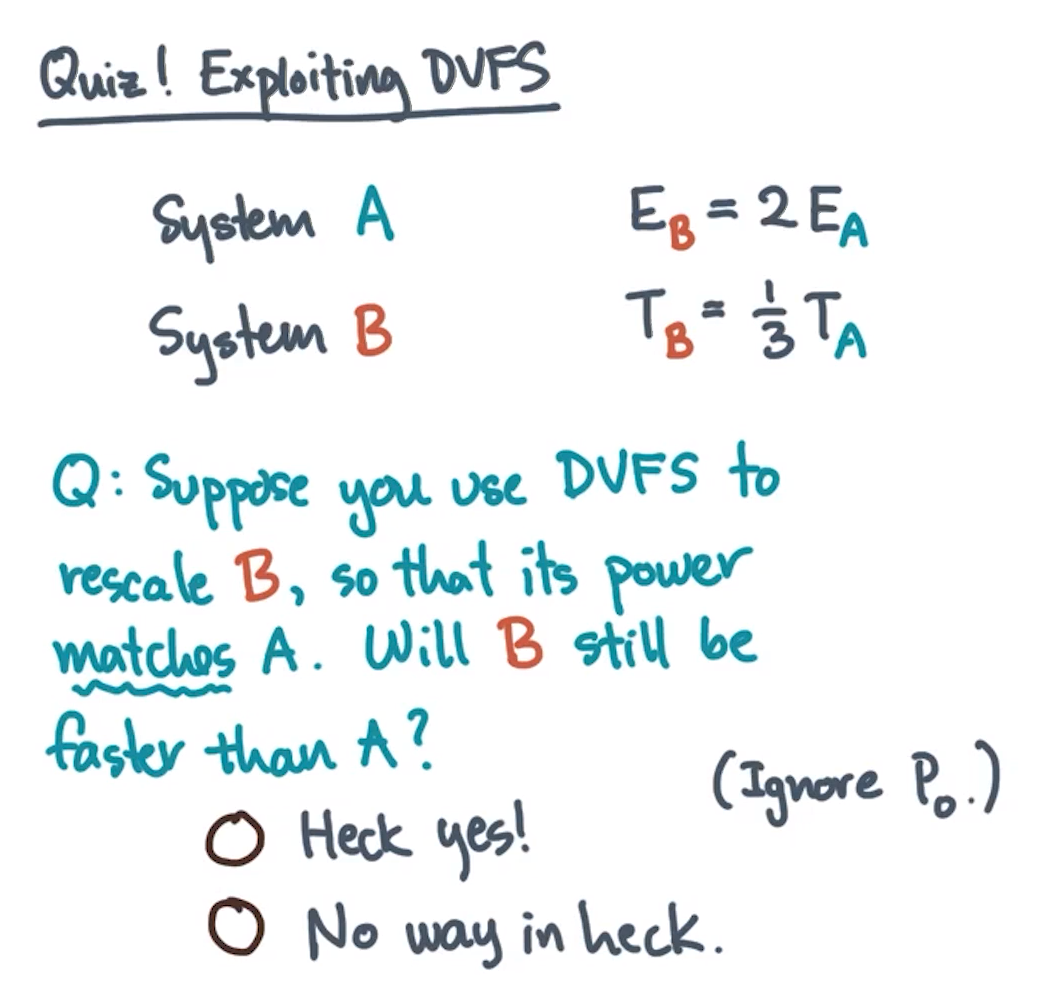 Quiz! Exploiting DVFS
System A
E_B = 2 E_A
System B
T_B = 1/3 T_A
Q: Suppose you use DVFS to
rescale B, so that its power
matches A. Will B still be
faster than A?
(Ignore P_0.)
Heck yes!
No way in heck.